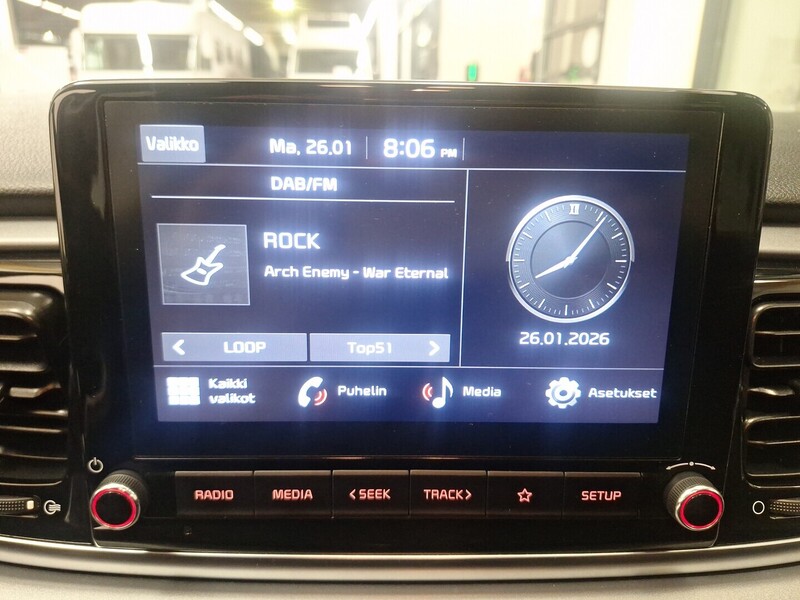 Valikko Ma, 26.01 8:06 PM
DAB/FM
ROCK
Arch Enemy - War Eternal
LOOP Top51
II
26.01.2026
Kaikki
valikot
Puhelin
Media
Asetukset
RADIO MEDIA <SEEK TRACK> SETUP